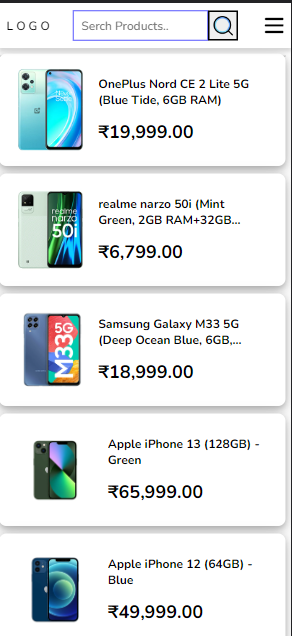 LOGO
Serch Products..
OnePlus Nord CE 2 Lite 5G
(Blue Tide, 6GB RAM)
₹19,999.00
realme narzo 50i (Mint
Green, 2GB RAM+32GB...
₹6,799.00
realme
narzo
50i
Samsung Galaxy M33 5G
(Deep Ocean Blue, 6GB,...
₹18,999.00
5G
M33
Apple iPhone 13 (128GB) -
Green
₹65,999.00
Apple iPhone 12 (64GB) -
Blue
₹49,999.00